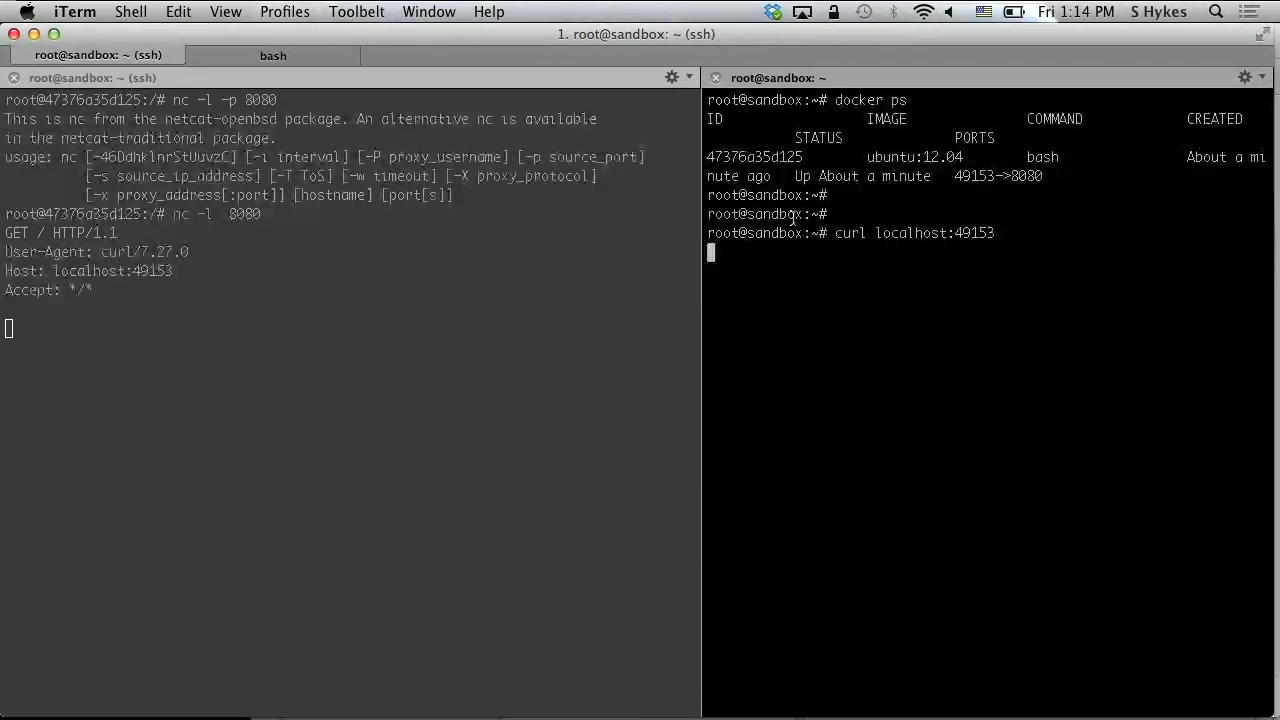 iTerm Shell Edit View Profiles Toolbelt Window Help Fri 1:14 PM S Hykes
1. root@sandbox: ~ (ssh)
root@sandbox: ~ (ssh) bash
root@sandbox: ~ (ssh)
root@47376a35d125:/# nc -l -p 8080
This is nc from the netcat-openbsd package. An alternative nc is available
in the netcat-traditional package.
usage: nc [-46DdhklnrStUuvzC] [-i interval] [-P proxy_username] [-p source_port]
[-s source_ip_address] [-T ToS] [-w timeout] [-X proxy_protocol]
[-x proxy_address[:port]] [hostname] [port[s]]
root@47376a35d125:/# nc -l  8080
GET / HTTP/1.1
User-Agent: curl/7.27.0
Host: localhost:49153
Accept: */*
root@sandbox: ~
root@sandbox:~# docker ps
ID IMAGE COMMAND CREATED
STATUS PORTS
47376a35d125 ubuntu:12.04 bash About a mi
nute ago Up About a minute 49153->8080
root@sandbox:~#
root@sandbox:~#
root@sandbox:~# curl localhost:49153